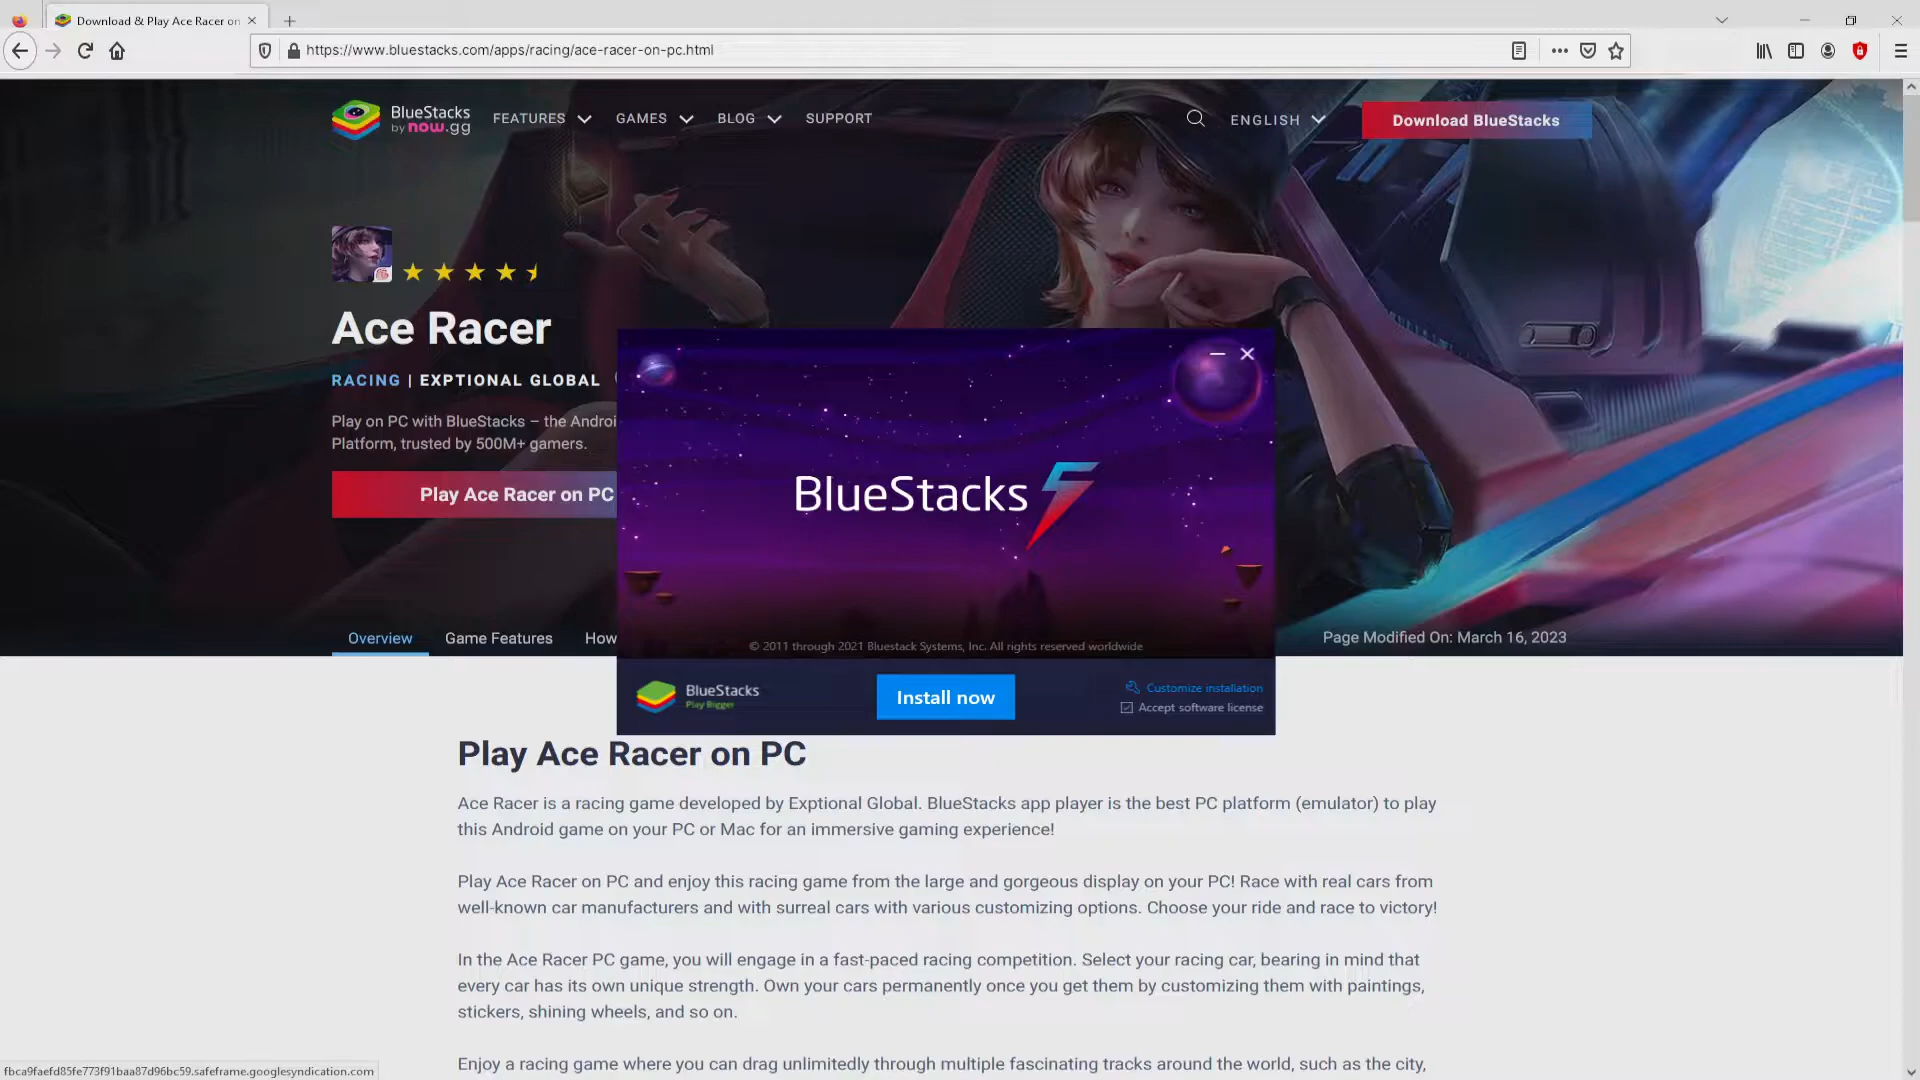 Download & Play Ace Racer on
https://www.bluestacks.com/apps/racing/ace-racer-on-pc.html
BlueStacks
by now.gg
FEATURES
GAMES
BLOG
SUPPORT
ENGLISH
Download BlueStacks
Ace Racer
RACING | EXPTIONAL GLOBAL
Play on PC with BlueStacks – the Androi
Platform, trusted by 500M+ gamers.
Play Ace Racer on PC
BlueStacks 5
© 2011 through 2021 Bluestack Systems, Inc. All rights reserved worldwide
BlueStacks
Play Bigger
Install now
Customize installation
Accept software license
Overview
Game Features
How
Page Modified On: March 16, 2023
Play Ace Racer on PC
Ace Racer is a racing game developed by Exptional Global. BlueStacks app player is the best PC platform (emulator) to play
this Android game on your PC or Mac for an immersive gaming experience!
Play Ace Racer on PC and enjoy this racing game from the large and gorgeous display on your PC! Race with real cars from
well-known car manufacturers and with surreal cars with various customizing options. Choose your ride and race to victory!
In the Ace Racer PC game, you will engage in a fast-paced racing competition. Select your racing car, bearing in mind that
every car has its own unique strength. Own your cars permanently once you get them by customizing them with paintings,
stickers, shining wheels, and so on.
Enjoy a racing game where you can drag unlimitedly through multiple fascinating tracks around the world, such as the city,
fbca9faefd85fe773f91baa87d96bc59.safeframe.googlesyndication.com